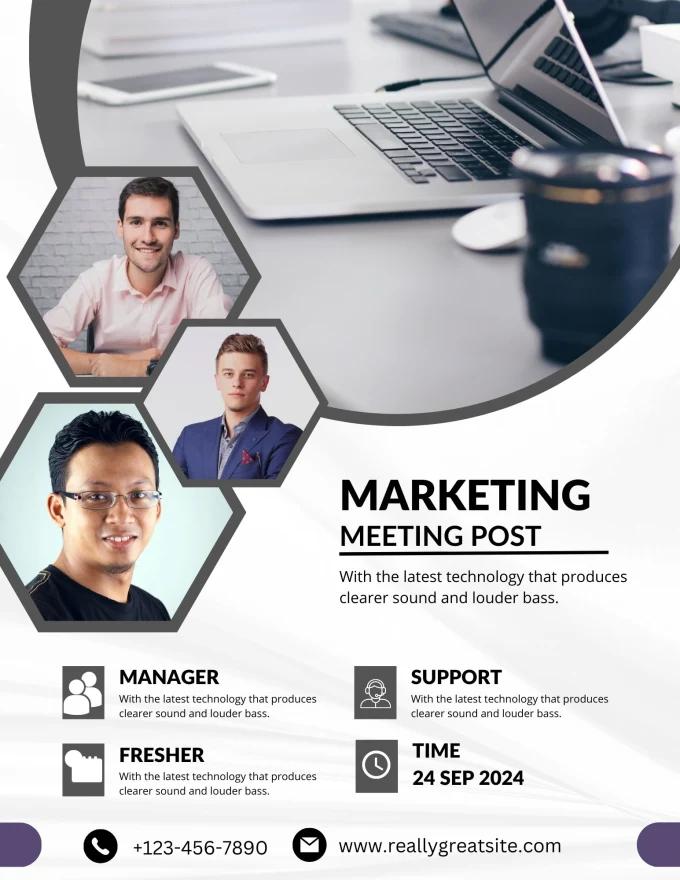 MARKETING
MEETING POST
With the latest technology that produces
clearer sound and louder bass.
MANAGER
With the latest technology that produces
clearer sound and louder bass.
SUPPORT
With the latest technology that produces
clearer sound and louder bass.
FRESHER
With the latest technology that produces
clearer sound and louder bass.
TIME
24 SEP 2024
+123-456-7890
www.reallygreatsite.com